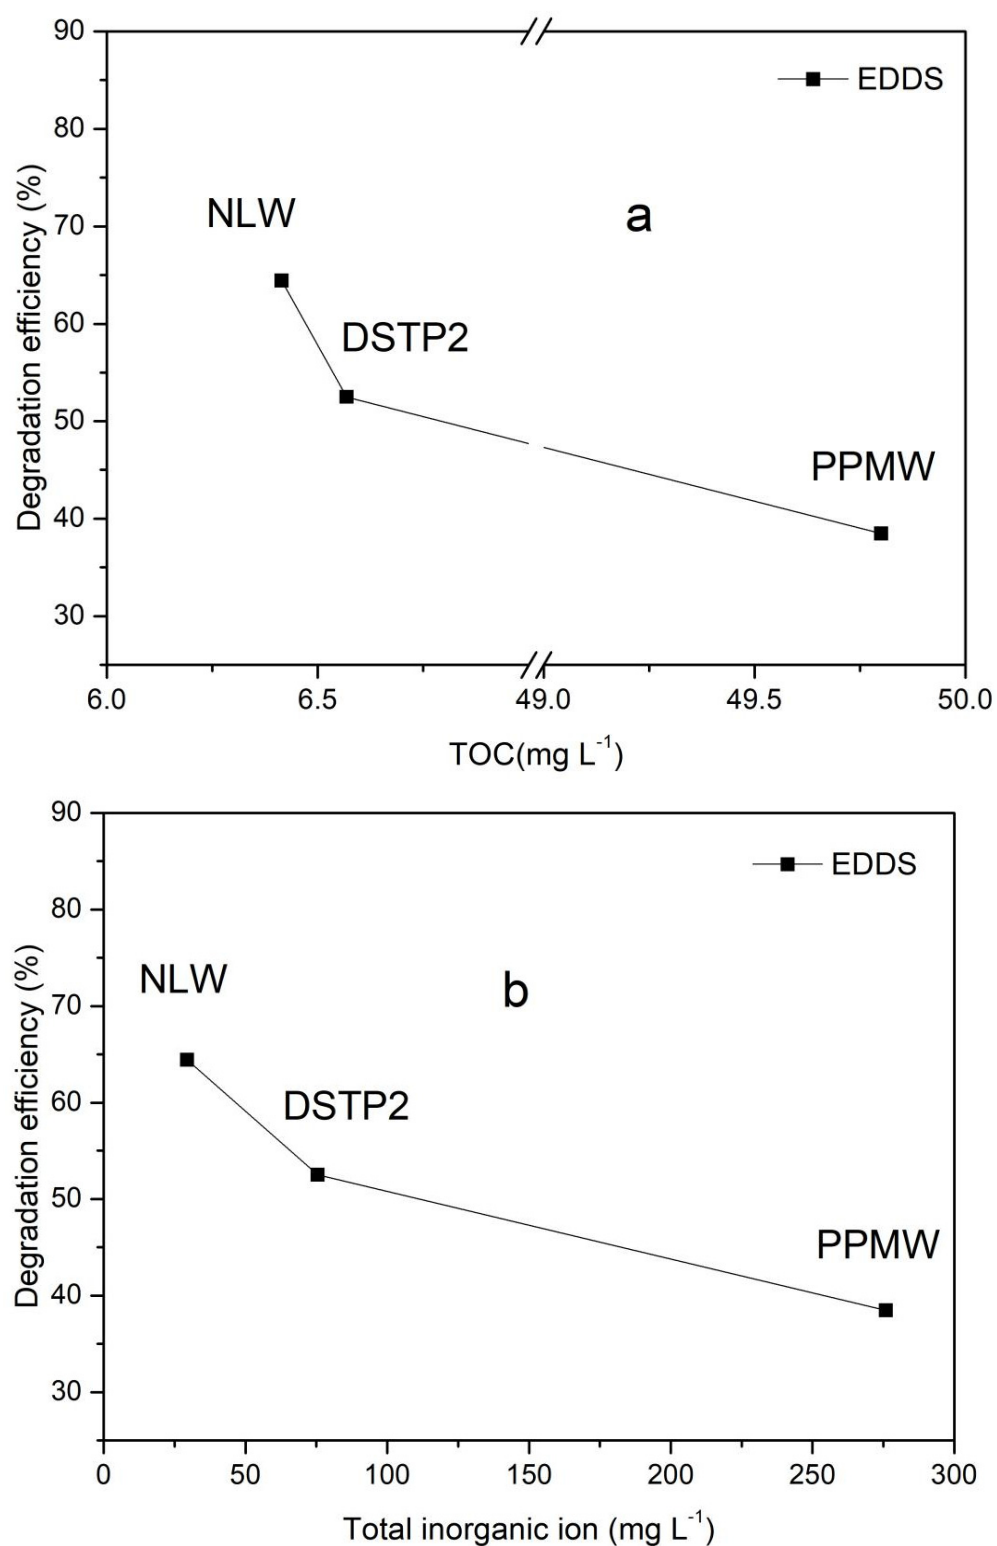 90
80
70
60
50
40
30
Degradation efficiency (%)
EDDS
a
NLW
DSTP2
PPMW
6.0 6.5 49.0 49.5 50.0
TOC(mg L⁻¹)
90
80
70
60
50
40
30
Degradation efficiency (%)
EDDS
b
NLW
DSTP2
PPMW
0 50 100 150 200 250 300
Total inorganic ion (mg L⁻¹)